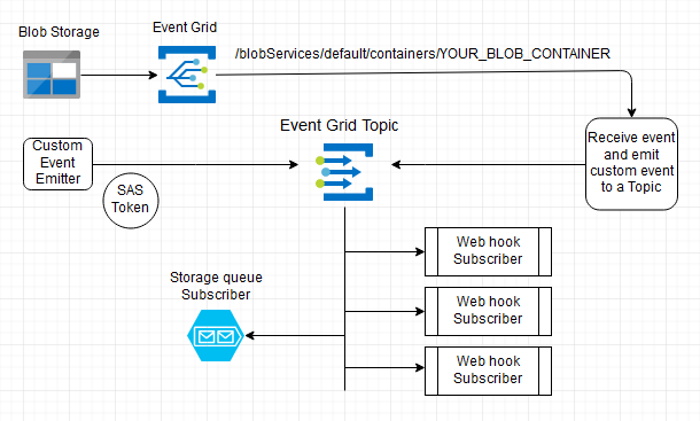 Blob Storage
Event Grid
/blobServices/default/containers/YOUR_BLOB_CONTAINER
Event Grid Topic
Custom
Event
Emitter
SAS
Token
Receive event
and emit
custom event
to a Topic
Web hook
Subscriber
Storage queue
Subscriber
Web hook
Subscriber
Web hook
Subscriber